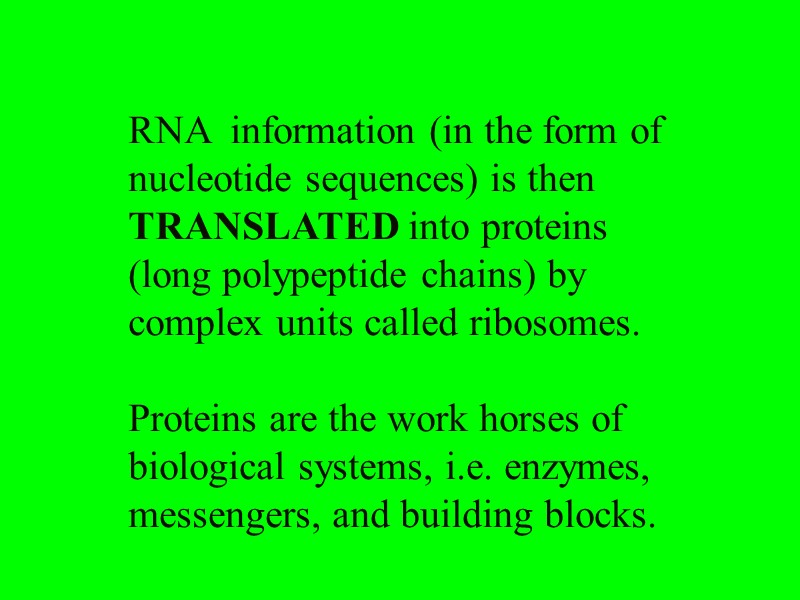 RNA  information (in the form of
nucleotide sequences) is then
TRANSLATED into proteins
(long polypeptide chains) by
complex units called ribosomes.
Proteins are the work horses of
biological systems, i.e. enzymes,
messengers, and building blocks.